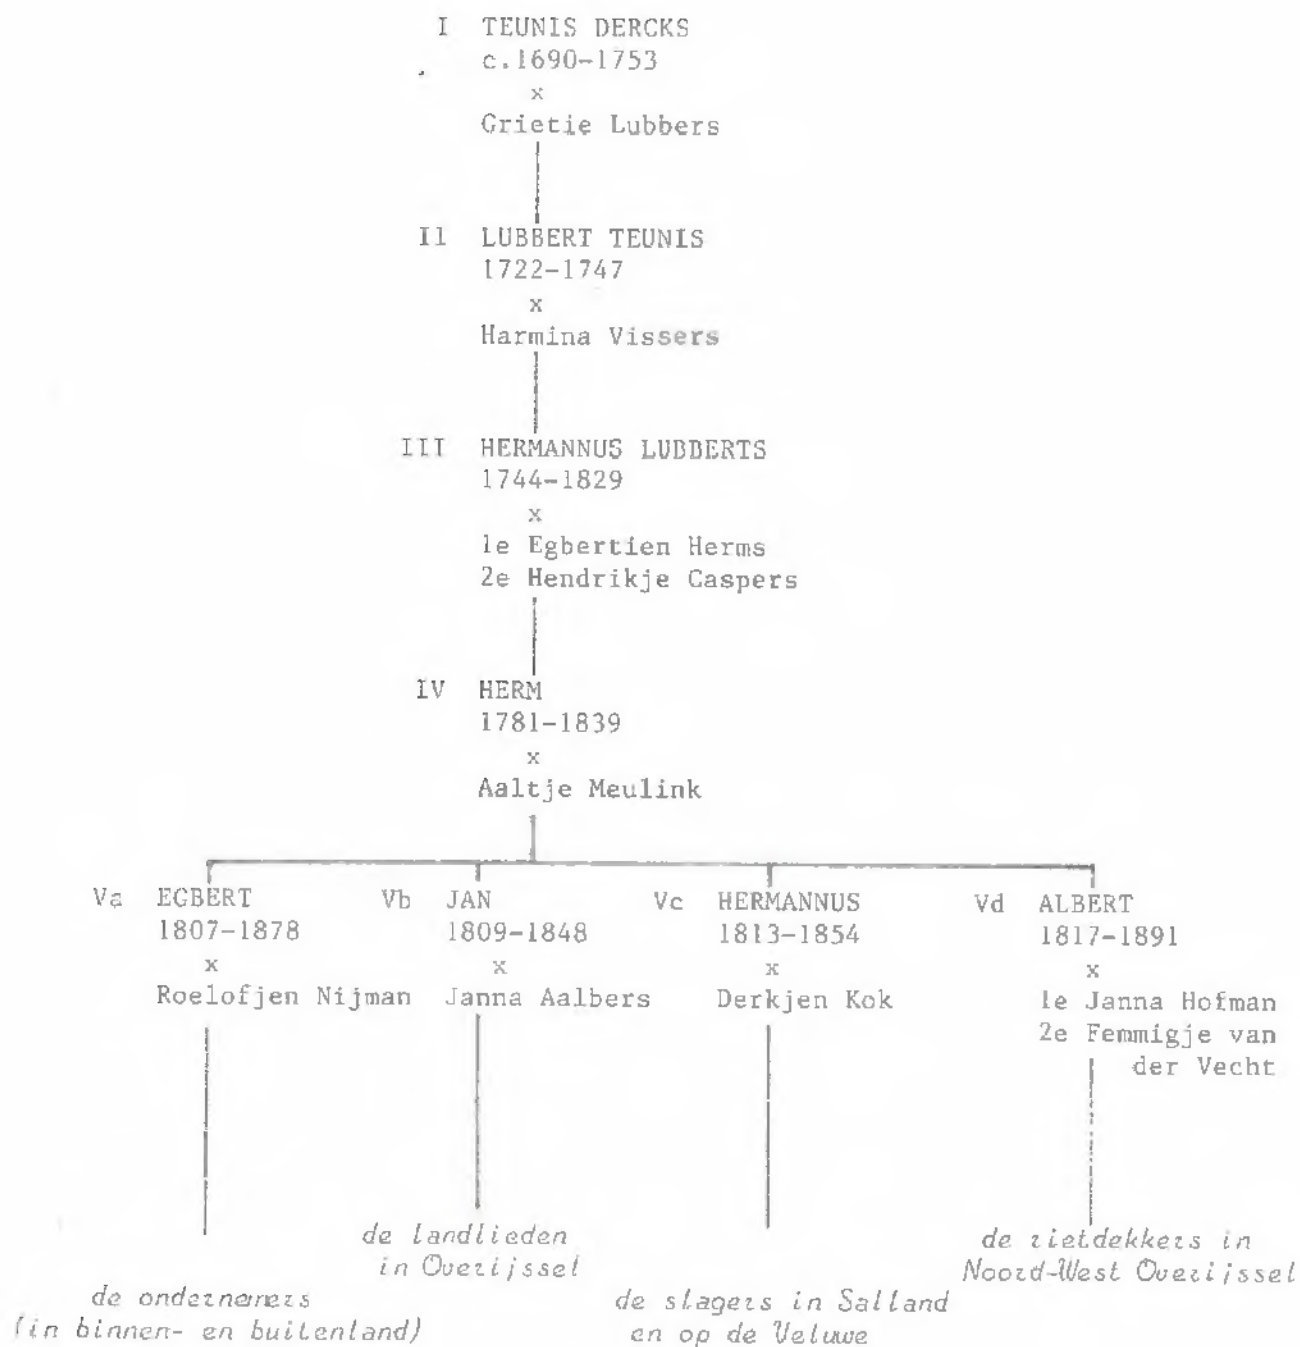 I TEUNIS DERCKS
c.1690-1753
x
Grietje Lubbers
II LUBBERT TEUNIS
1722-1747
x
Harmina Vissers
III HERMANNUS LUBBERTS
1744-1829
x
1e Egbertien Herms
2e Hendrikje Caspers
IV HERM
1781-1839
x
Aaltje Meulink
Va EGBERT
1807-1878
x
Roelofjen Nijman
Vb JAN
1809-1848
x
Janna Aalbers
Vc HERMANNUS
1813-1854
x
Derkjen Kok
Vd ALBERT
1817-1891
x
1e Janna Hofman
2e Femmigje van
der Vecht
de ondernemers
(in binnen- en buitenland)
de landlieden
in Overijssel
de slagers in Salland
en op de Veluwe
de rietdekkers in
Noord-West Overijssel